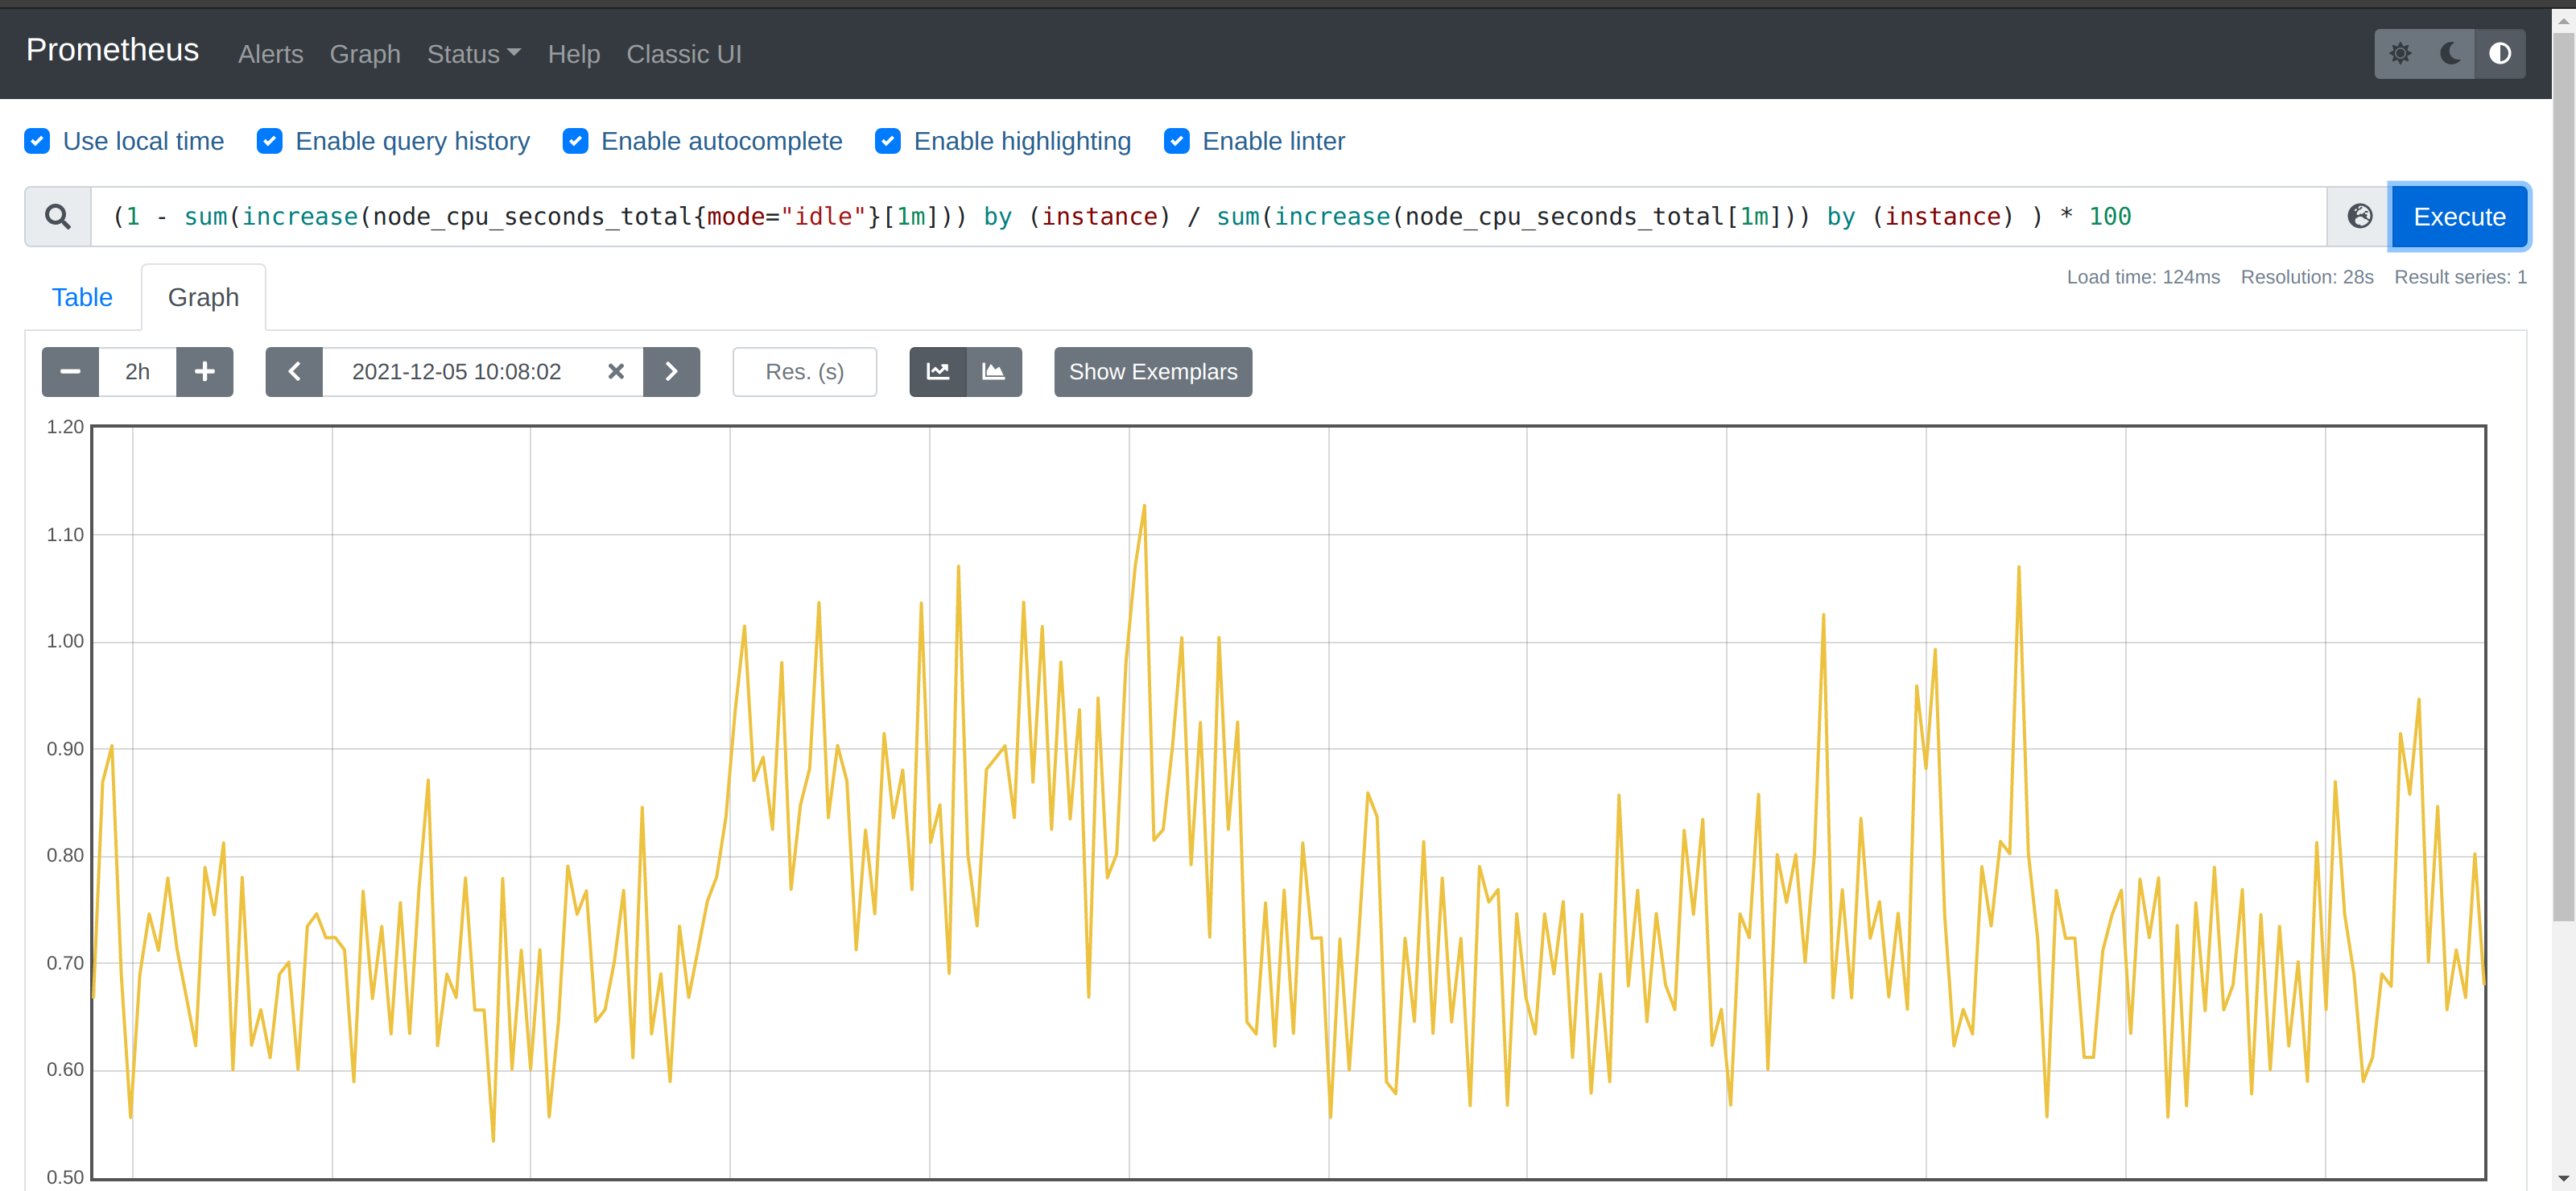 Prometheus Alerts Graph Status Help Classic UI
Use local time Enable query history Enable autocomplete Enable highlighting Enable linter
(1 - sum(increase(node_cpu_seconds_total{mode="idle"}[1m])) by (instance) / sum(increase(node_cpu_seconds_total[1m])) by (instance) ) * 100 Execute
Load time: 124ms Resolution: 28s Result series: 1
Table Graph
2h 2021-12-05 10:08:02 Res. (s) Show Exemplars
1.20
1.10
1.00
0.90
0.80
0.70
0.60
0.50